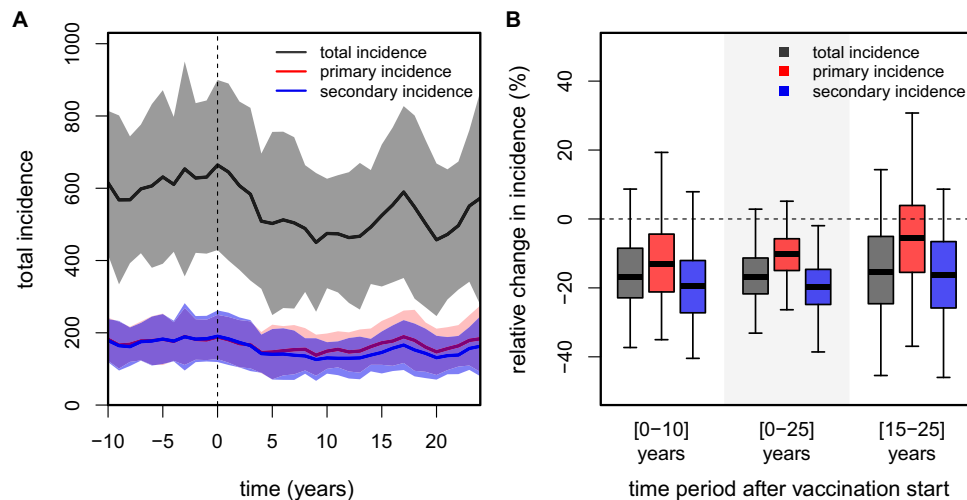 A
total incidence
primary incidence
secondary incidence
total incidence
0
200
400
600
800
1000
−10
−5
0
5
10
15
20
time (years)
B
total incidence
primary incidence
secondary incidence
relative change in incidence (%)
40
20
0
−20
−40
[0−10] years
[0−25] years
[15−25] years
time period after vaccination start